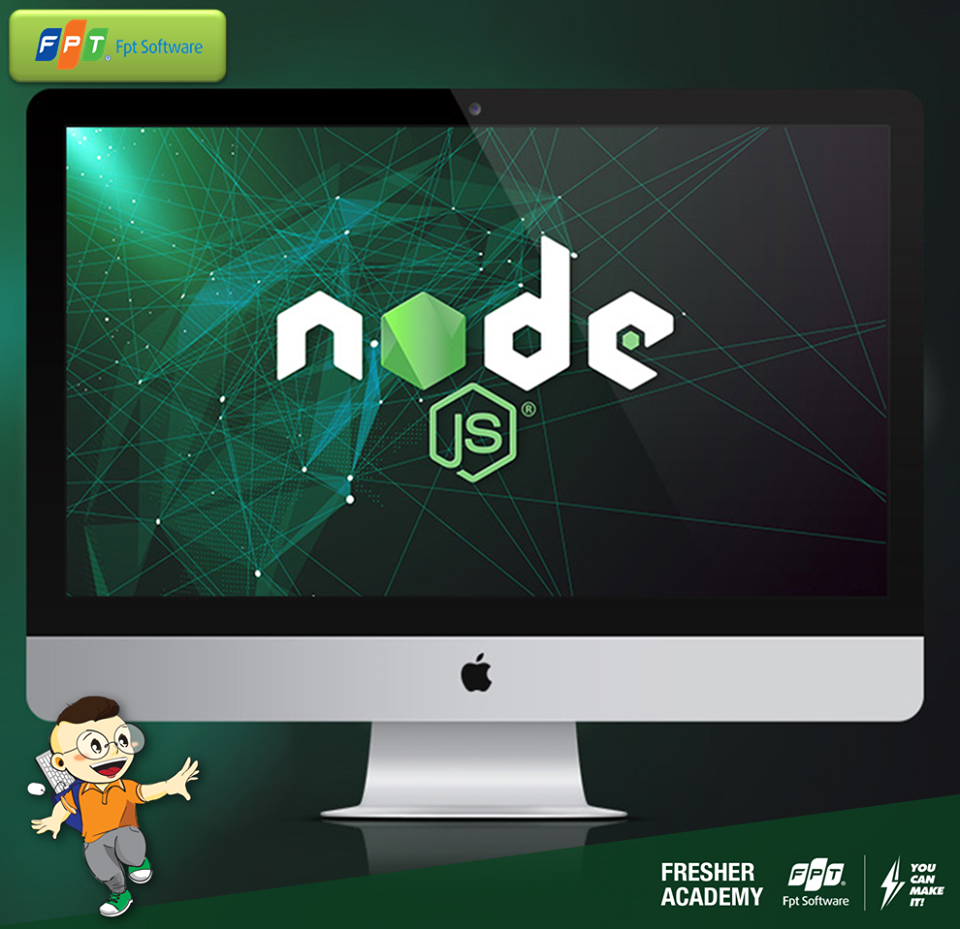 FPT® Fpt Software
node
JS®
FRESHER
ACADEMY
FPT®
Fpt Software
YOU
CAN
MAKE
IT!